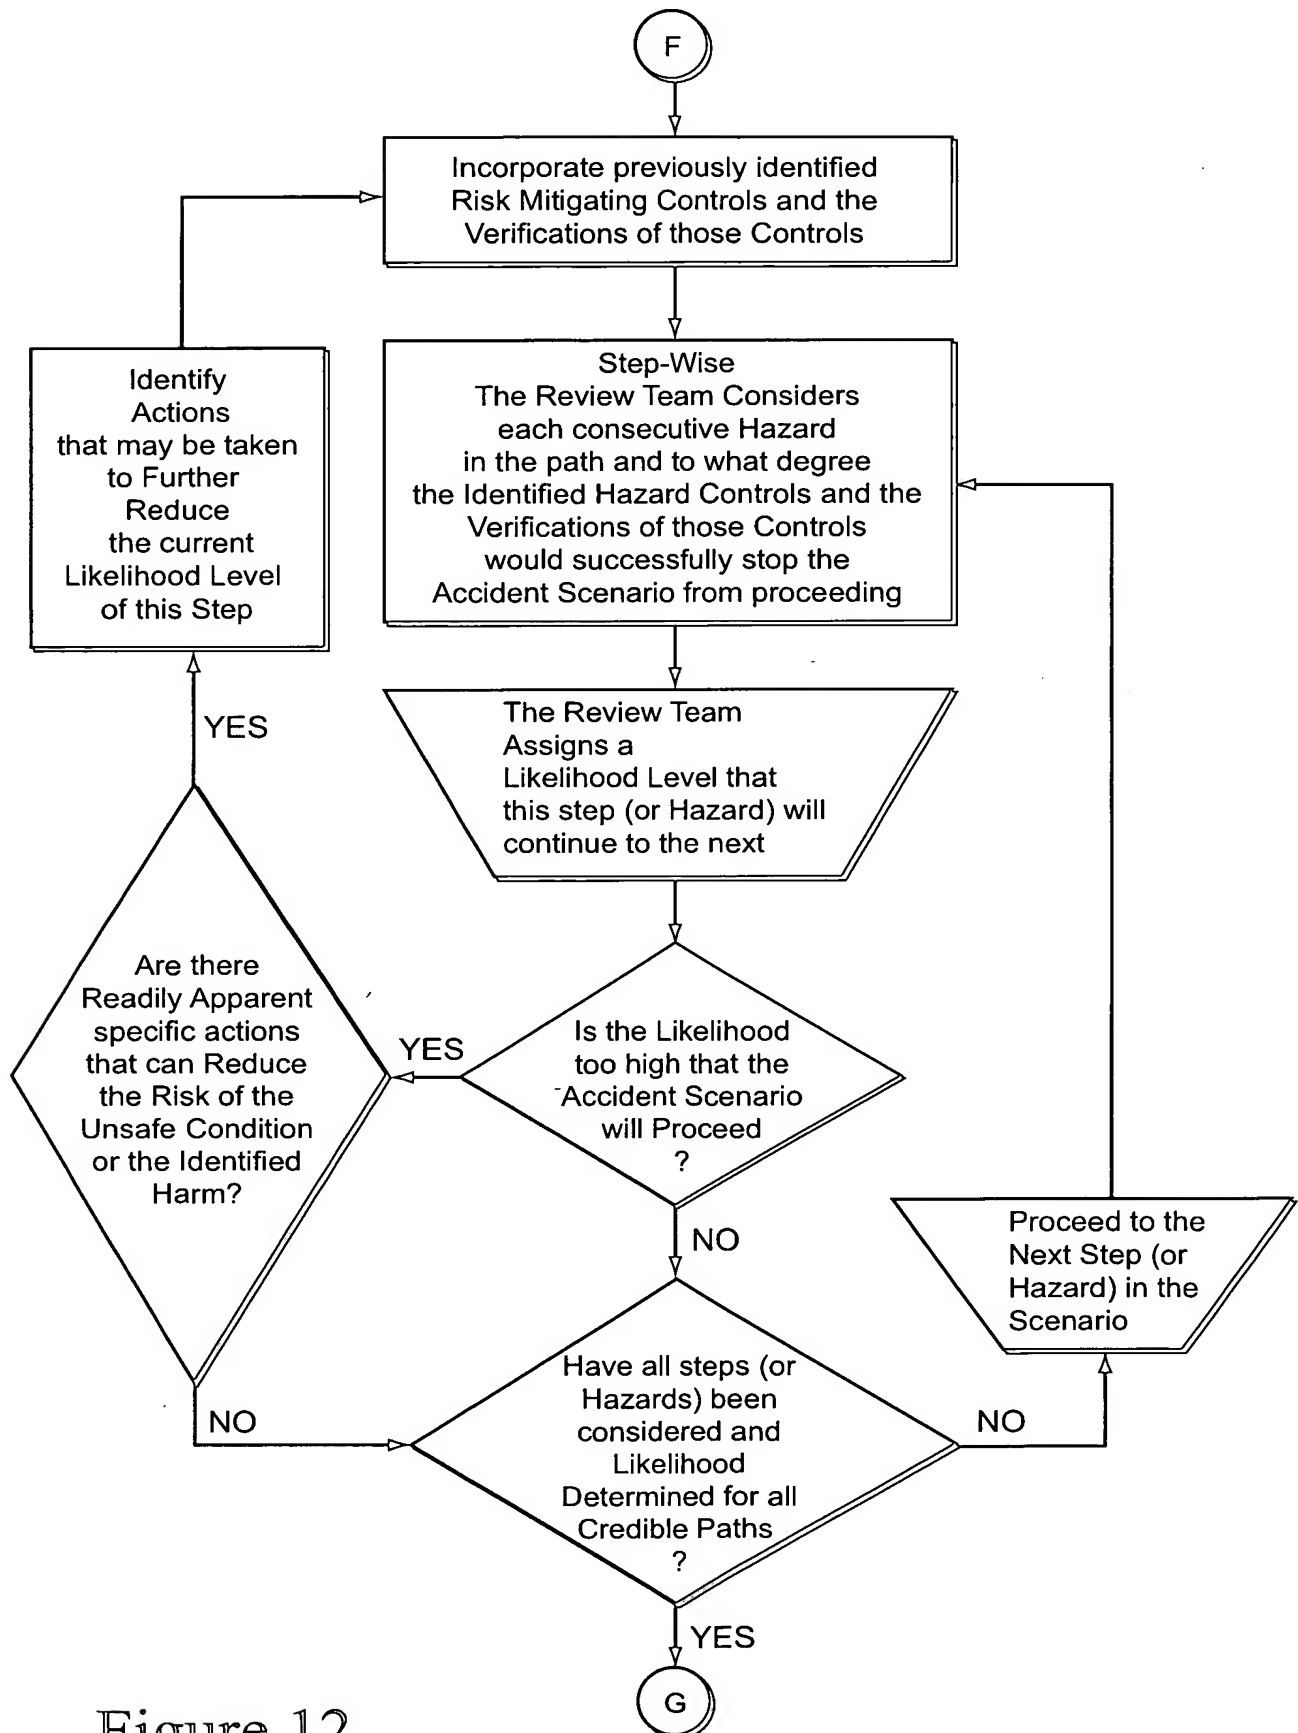 F
Incorporate previously identified
Risk Mitigating Controls and the
Verifications of those Controls
Step-Wise
The Review Team Considers
each consecutive Hazard
in the path and to what degree
the Identified Hazard Controls and the
Verifications of those Controls
would successfully stop the
Accident Scenario from proceeding
Identify
Actions
that may be taken
to Further
Reduce
the current
Likelihood Level
of this Step
YES
The Review Team
Assigns a
Likelihood Level that
this step (or Hazard) will
continue to the next
Are there
Readily Apparent
specific actions
that can Reduce
the Risk of the
Unsafe Condition
or the Identified
Harm?
YES
Is the Likelihood
too high that the
Accident Scenario
will Proceed
?
NO
Proceed to the
Next Step (or
Hazard) in the
Scenario
NO
Have all steps (or
Hazards) been
considered and
Likelihood
Determined for all
Credible Paths
?
NO
YES
G
Figure 12